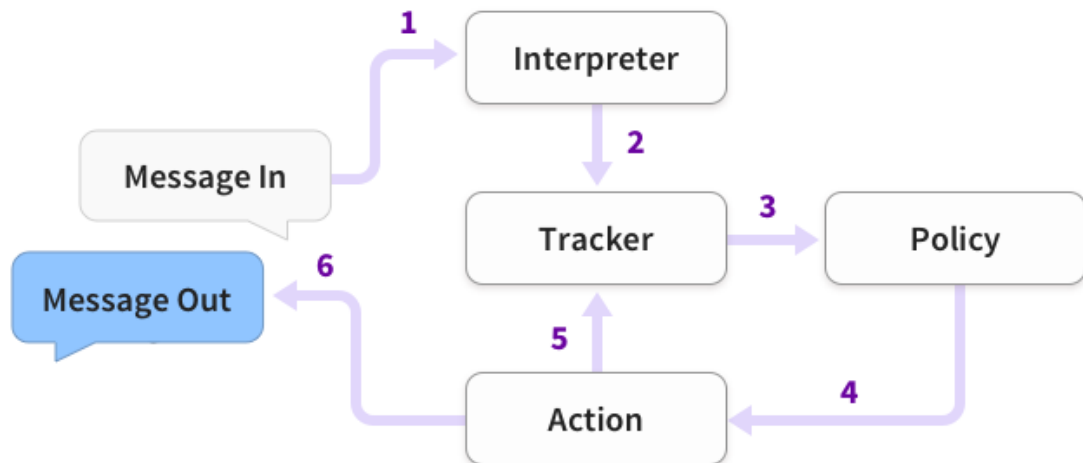 1
Interpreter
2
Message In
Tracker
3
Policy
6
Message Out
5
4
Action